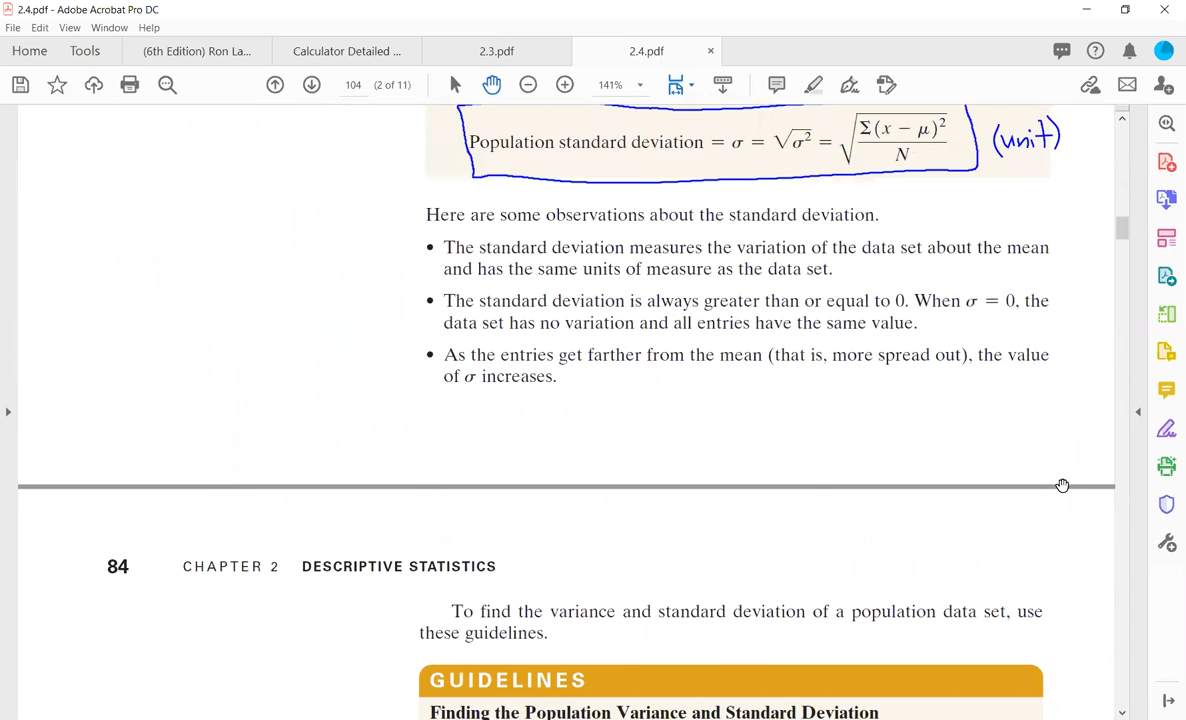 2.4.pdf - Adobe Acrobat Pro DC
File Edit View Window Help
Home Tools (6th Edition) Ron La... Calculator Detailed ... 2.3.pdf 2.4.pdf
104 (2 of 11) 141%
Population standard deviation = σ = √σ² = √(Σ(x − μ)² / N) (unit)
Here are some observations about the standard deviation.
• The standard deviation measures the variation of the data set about the mean
and has the same units of measure as the data set.
• The standard deviation is always greater than or equal to 0. When σ = 0, the
data set has no variation and all entries have the same value.
• As the entries get farther from the mean (that is, more spread out), the value
of σ increases.
84 CHAPTER 2 DESCRIPTIVE STATISTICS
To find the variance and standard deviation of a population data set, use
these guidelines.
GUIDELINES
Finding the Population Variance and Standard Deviation